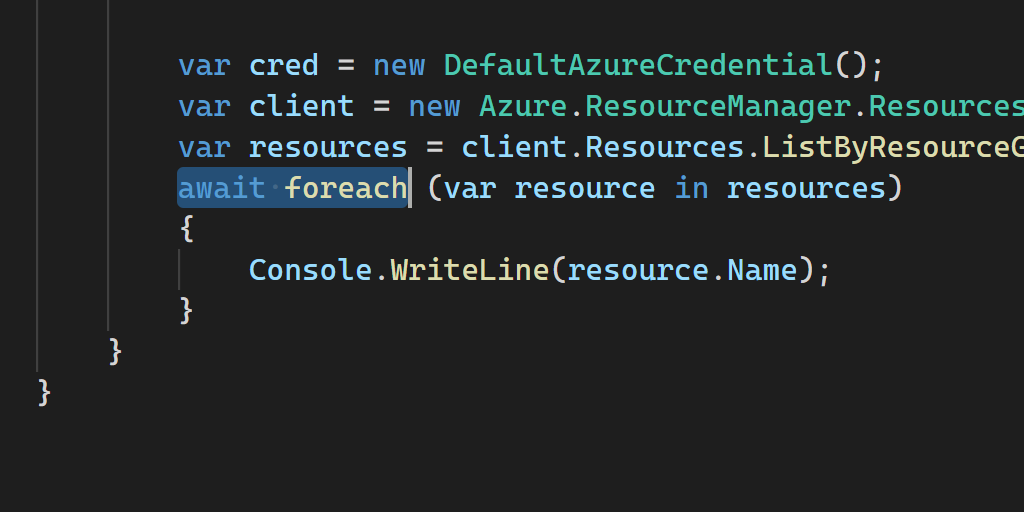 var cred = new DefaultAzureCredential();
var client = new Azure.ResourceManager.Resources
var resources = client.Resources.ListByResourceG
await foreach (var resource in resources)
{
Console.WriteLine(resource.Name);
}
}
}